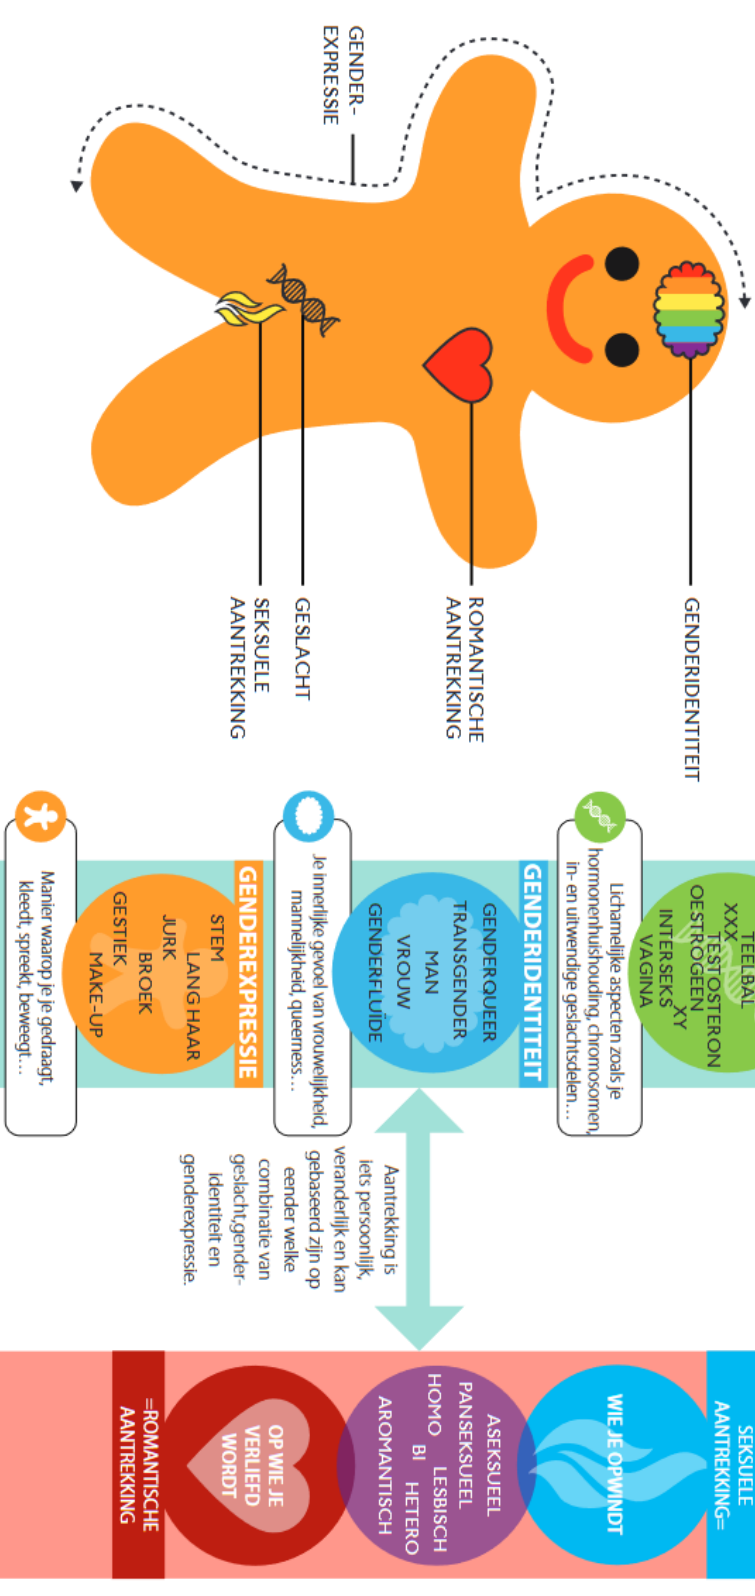 GENDER-
EXPRESSIE
GENDERIDENTITEIT
ROMANTISCHE
AANTREKKING
GESLACHT
SEKSUELE
AANTREKKING
TEELBAL
XXX
TESTOSTERON
OESTROGEEN
XY
INTERSEKS
VAGINA
Lichamelijke aspecten zoals je
hormonenhuishouding, chromosomen,
in- en uitwendige geslachtsdelen…
GENDERIDENTITEIT
GENDERQUEER
TRANSGENDER
MAN
VROUW
GENDERFLUÏDE
Je innerlijke gevoel van vrouwelijkheid,
mannelijkheid, queerness…
GENDEREXPRESSIE
STEM
LANG HAAR
JURK
BROEK
GESTIEK
MAKE-UP
Manier waarop je je gedraagt,
kleedt, spreekt, beweegt…
Aantrekking is
iets persoonlijk,
veranderlijk en kan
gebaseerd zijn op
eender welke
combinatie van
geslacht,gender-
identiteit en
genderexpressie.
SEKSUELE
AANTREKKING=
WIE JE OPWINDT
ASEKSUEEL
PANSEKSUEEL
LESBISCH
HOMO
BI
HETERO
AROMANTISCH
OP WIE JE
VERLIEFD
WORDT
=ROMANTISCHE
AANTREKKING